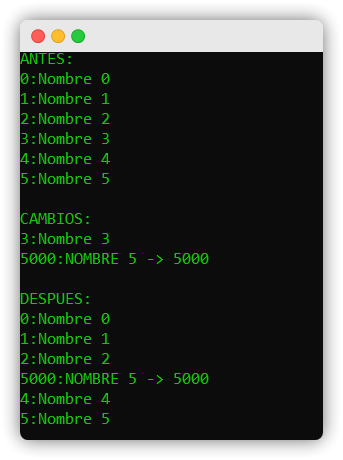 ANTES:
0:Nombre 0
1:Nombre 1
2:Nombre 2
3:Nombre 3
4:Nombre 4
5:Nombre 5
CAMBIOS:
3:Nombre 3
5000:NOMBRE 5 -> 5000
DESPUES:
0:Nombre 0
1:Nombre 1
2:Nombre 2
5000:NOMBRE 5 -> 5000
4:Nombre 4
5:Nombre 5